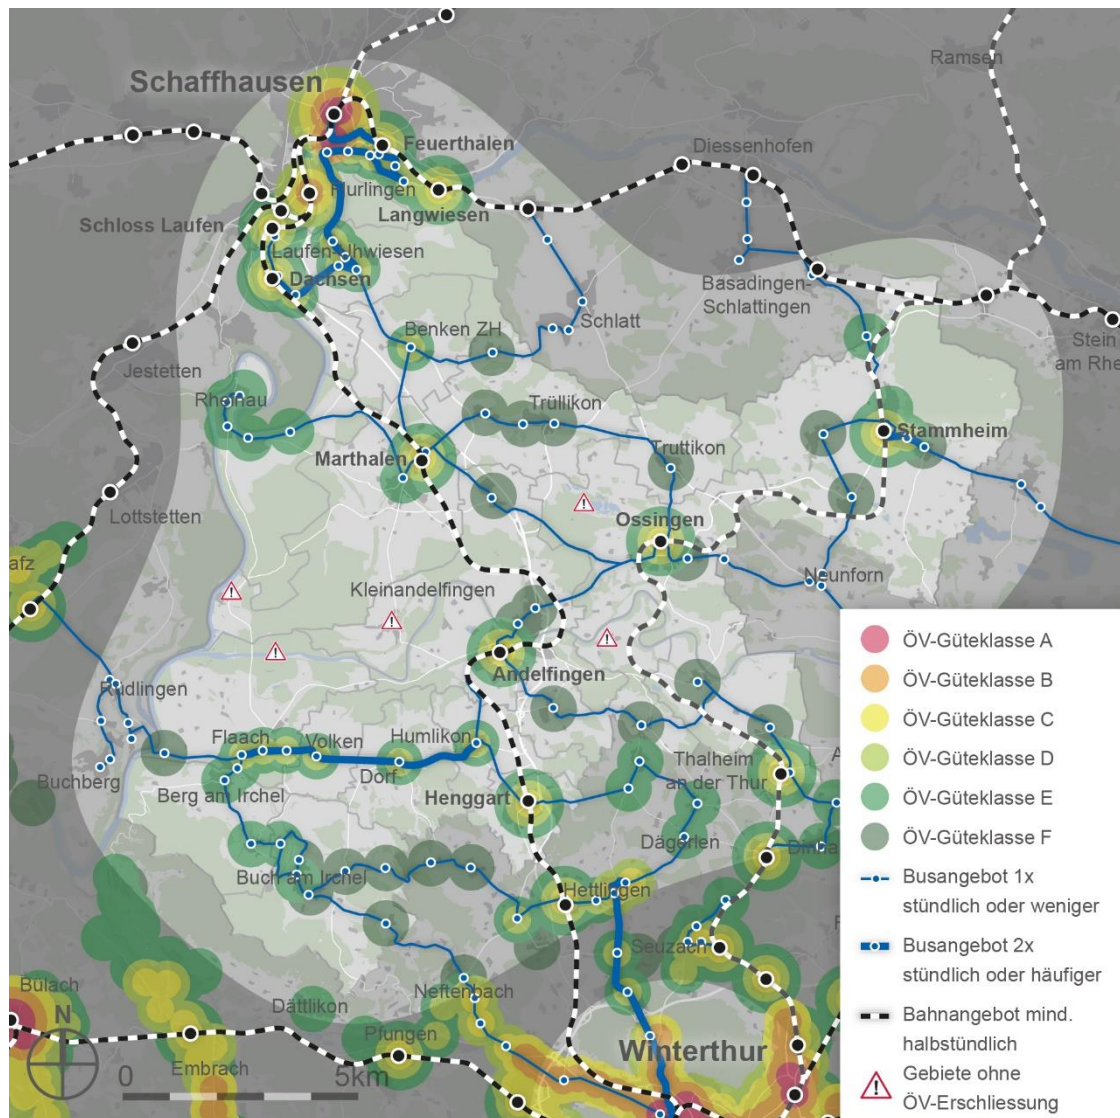 Ramsen
Schaffhausen
Feuerthalen
Diessenhofen
Flurlingen
Langwiesen
Schloss Laufen
Laufen-Uhwiesen
Dachsen
Basadingen-
Schlattingen
Schlatt
Benken ZH
Stein
am Rhe
Jestetten
Rheinau
Trüllikon
Stammheim
Truttikon
Marthalen
Lottstetten
Ossingen
afz
Neunforn
Kleinandelfingen
Andelfingen
Rüdlingen
Flaach
Volken
Humlikon
Thalheim
an der Thur
A
Buchberg
Dorf
Berg am Irchel
Henggart
Dägerlen
Dinha
Buch am Irchel
Hettlingen
Seuzach
Bülach
Neftenbach
Dättlikon
Pfungen
N
Winterthur
Embrach
0
5km
ÖV-Güteklasse A
ÖV-Güteklasse B
ÖV-Güteklasse C
ÖV-Güteklasse D
ÖV-Güteklasse E
ÖV-Güteklasse F
Busangebot 1x
stündlich oder weniger
Busangebot 2x
stündlich oder häufiger
Bahnangebot mind.
halbstündlich
Gebiete ohne
ÖV-Erschliessung